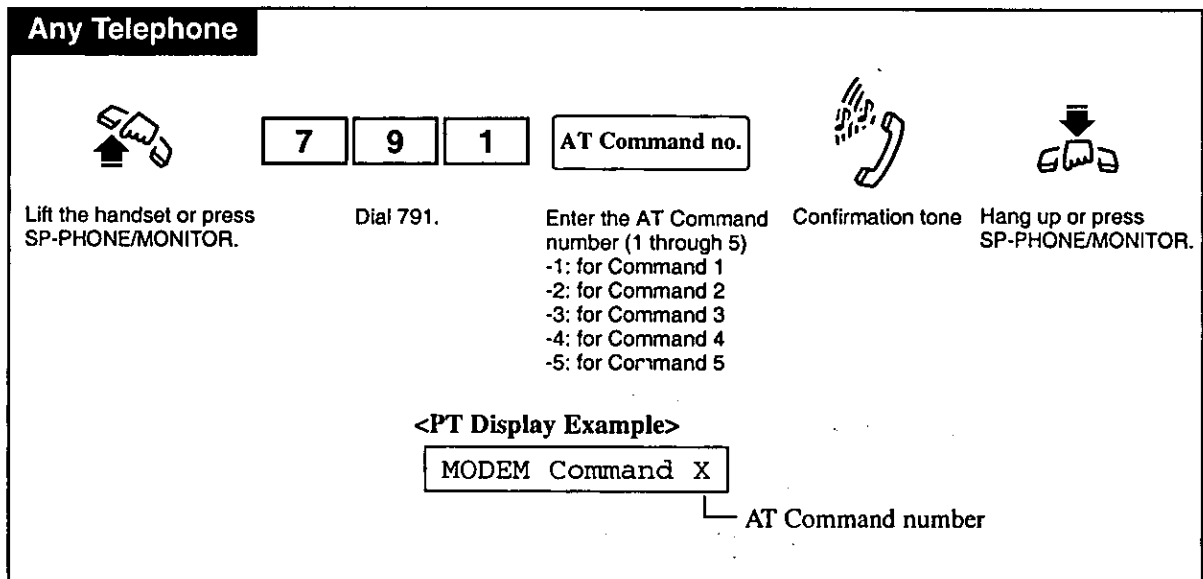 Any Telephone
7 9 1 AT Command no.
Lift the handset or press
SP-PHONE/MONITOR.
Dial 791.
Enter the AT Command
number (1 through 5)
-1: for Command 1
-2: for Command 2
-3: for Command 3
-4: for Command 4
-5: for Command 5
Confirmation tone
Hang up or press
SP-PHONE/MONITOR.
<PT Display Example>
MODEM Command X
AT Command number